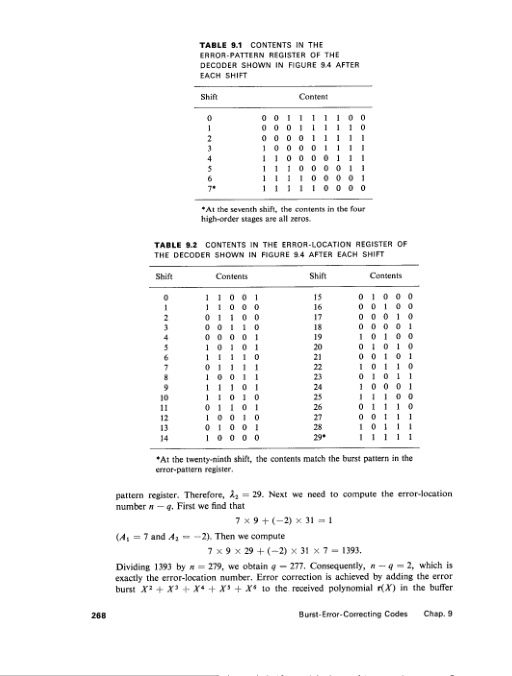 TABLE 9.1 CONTENTS IN THE
ERROR-PATTERN REGISTER OF THE
DECODER SHOWN IN FIGURE 9.4 AFTER
EACH SHIFT
Shift Content
0 0 0 1 1 1 1 1 0 0
1 0 0 0 1 1 1 1 1 0
2 0 0 0 0 1 1 1 1 1
3 1 0 0 0 0 1 1 1 1
4 1 1 0 0 0 0 1 1 1
5 1 1 1 0 0 0 0 1 1
6 1 1 1 1 0 0 0 0 1
7* 1 1 1 1 1 0 0 0 0
*At the seventh shift, the contents in the four
high-order stages are all zeros.
TABLE 9.2 CONTENTS IN THE ERROR-LOCATION REGISTER OF
THE DECODER SHOWN IN FIGURE 9.4 AFTER EACH SHIFT
Shift Contents Shift Contents
0 1 1 0 0 1 15 0 1 0 0 0
1 1 1 0 0 0 16 0 0 1 0 0
2 0 1 1 0 0 17 0 0 0 1 0
3 0 0 1 1 0 18 0 0 0 0 1
4 0 0 0 0 1 19 1 0 1 0 0
5 1 0 1 0 1 20 0 1 0 1 0
6 1 1 1 1 0 21 0 0 1 0 1
7 0 1 1 1 1 22 1 0 1 1 0
8 1 0 0 1 1 23 0 1 0 1 1
9 1 1 1 0 1 24 1 0 0 0 1
10 1 1 0 1 0 25 1 1 1 0 0
11 0 1 1 0 1 26 0 1 1 1 0
12 1 0 0 1 0 27 0 0 1 1 1
13 0 1 0 0 1 28 1 0 1 1 1
14 1 0 0 0 0 29* 1 1 1 1 1
*At the twenty-ninth shift, the contents match the burst pattern in the
error-pattern register.
pattern register. Therefore, λ₂ = 29. Next we need to compute the error-location
number n − q. First we find that
7 × 9 + (−2) × 31 = 1
(A₁ = 7 and A₂ = −2). Then we compute
7 × 9 × 29 + (−2) × 31 × 7 = 1393.
Dividing 1393 by n = 279, we obtain q = 277. Consequently, n − q = 2, which is
exactly the error-location number. Error correction is achieved by adding the error
burst X² + X³ + X⁴ + X⁵ + X⁶ to the received polynomial r(X) in the buffer
268 Burst-Error-Correcting Codes Chap. 9